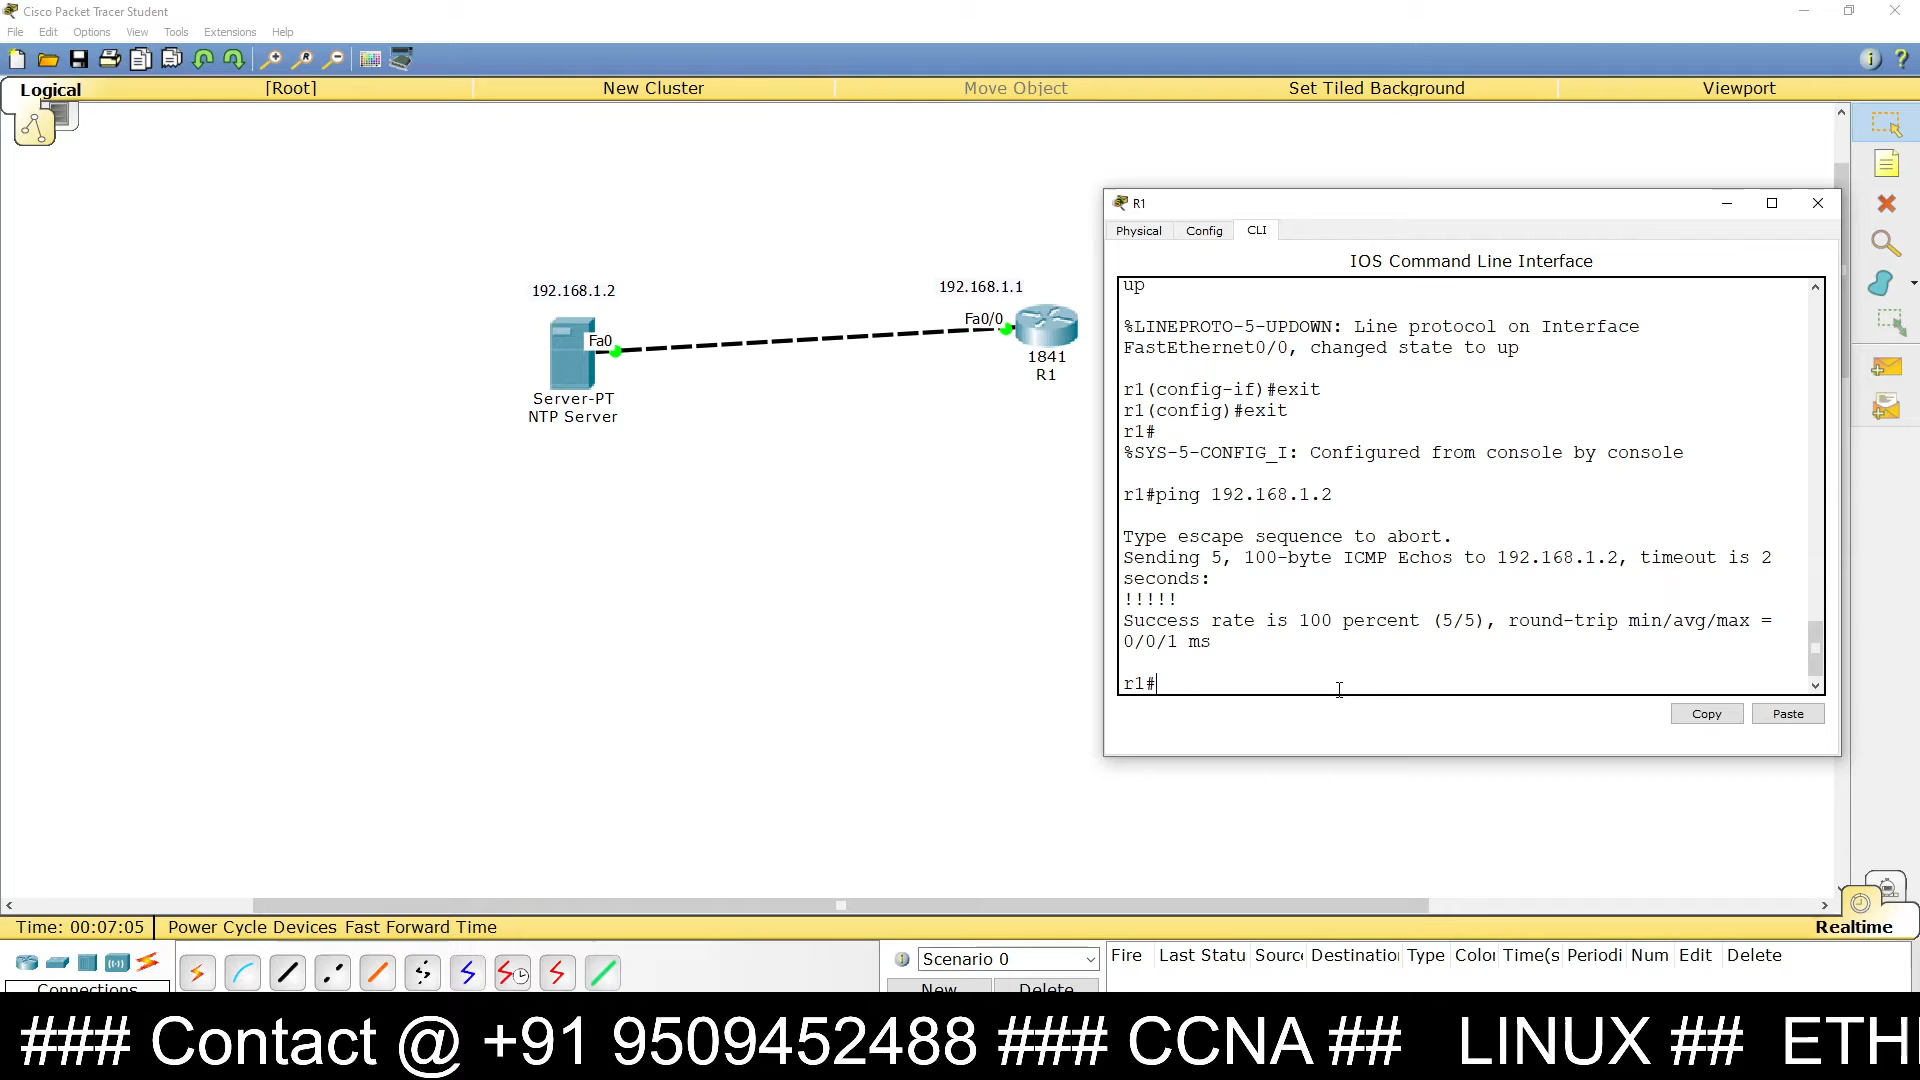 Cisco Packet Tracer Student
File Edit Options View Tools Extensions Help
Logical [Root] New Cluster Move Object Set Tiled Background Viewport
R1
Physical Config CLI
IOS Command Line Interface
up
%LINEPROTO-5-UPDOWN: Line protocol on Interface
FastEthernet0/0, changed state to up
r1(config-if)#exit
r1(config)#exit
r1#
%SYS-5-CONFIG_I: Configured from console by console
r1#ping 192.168.1.2
Type escape sequence to abort.
Sending 5, 100-byte ICMP Echos to 192.168.1.2, timeout is 2
seconds:
!!!!!
Success rate is 100 percent (5/5), round-trip min/avg/max =
0/0/1 ms
r1#
Copy Paste
192.168.1.2
Fa0
Server-PT
NTP Server
192.168.1.1
Fa0/0
1841
R1
Time: 00:07:05 Power Cycle Devices Fast Forward Time Realtime
Connections
Scenario 0
New Delete
Fire Last Statu Source Destination Type Color Time(s Periodi Num Edit Delete
### Contact @ +91 9509452488 ### CCNA ## LINUX ## ETH